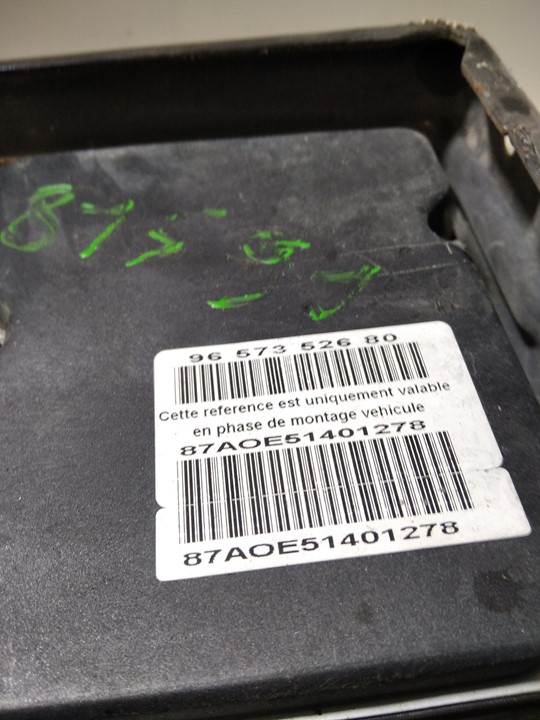 96 573 526 80
Cette reference est uniquement valable
en phase de montage vehicule
87AOE51401278
87AOE51401278